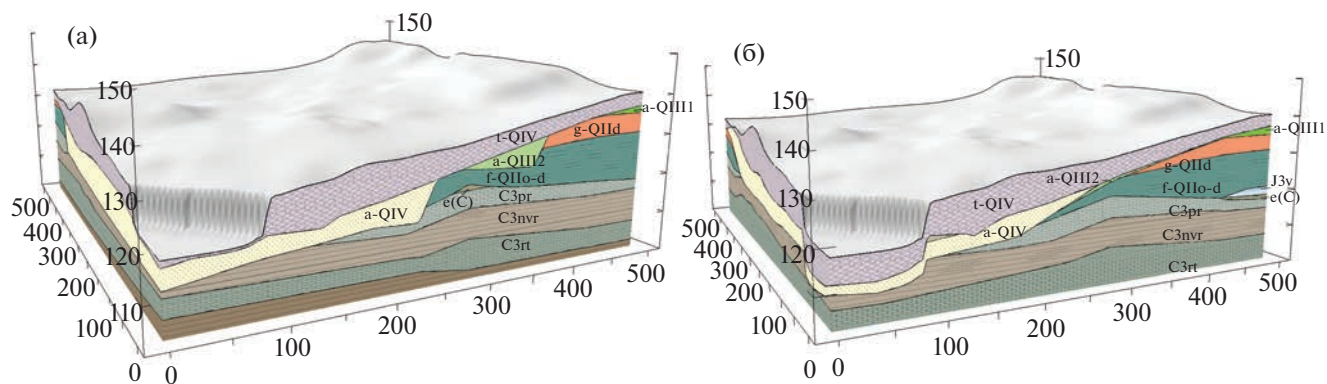 (а)
150
150
140
130
120
110
500
400
300
200
100
0
0
100
200
300
400
500
a-QIII1
g-QIId
t-QIV
a-QIII2
f-QIIo-d
C3pr
e(C)
a-QIV
C3nvr
C3rt
(б)
150
150
140
130
120
500
400
300
200
100
0
0
100
200
300
400
500
a-QIII1
g-QIId
a-QIII2
f-QIIo-d
J3v
e(C)
t-QIV
C3pr
a-QIV
C3nvr
C3rt